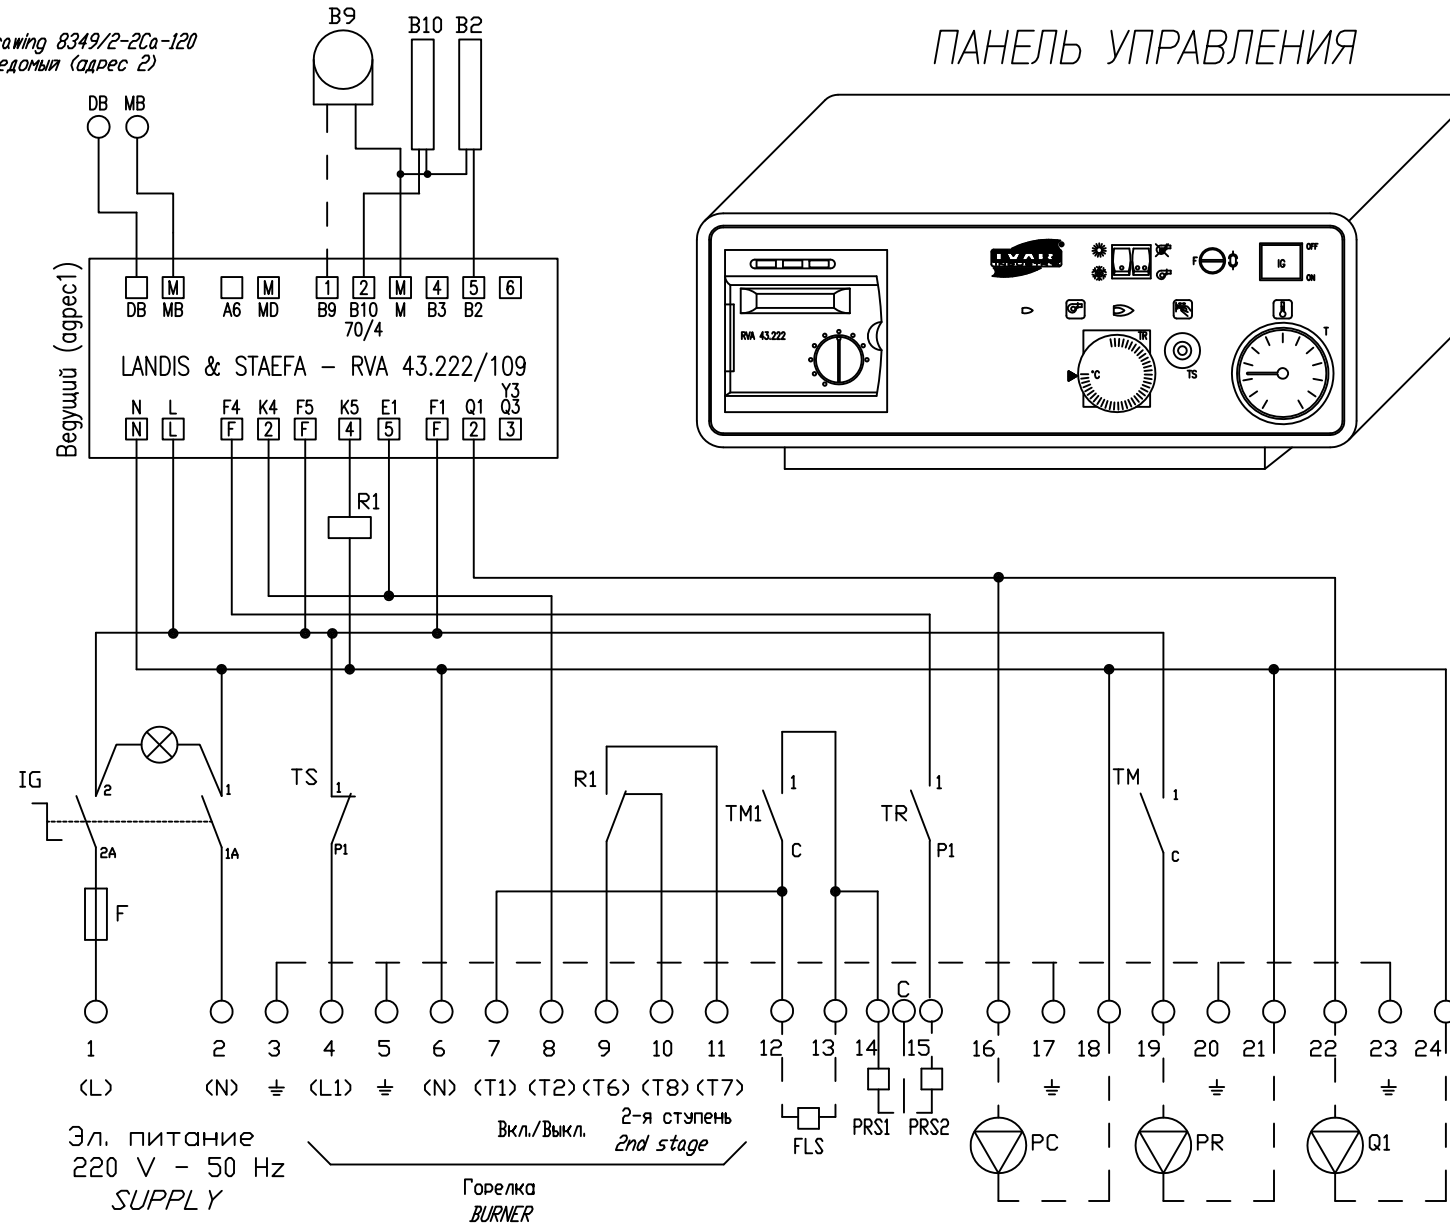 awing 8349/2-2Ca-120
едомый (адрес 2)
ПАНЕЛЬ УПРАВЛЕНИЯ
B9
B10 B2
DB MB
Ведущий (адрес1)
M M 1 2 M 4 5 6
DB MB A6 MD B9 B10 M B3 B2
70/4
LANDIS & STAEFA - RVA 43.222/109
Y3
N L F4 K4 F5 K5 E1 F1 Q1 Q3
N L F 2 F 4 5 F 2 3
R1
RVA 43.222
F
IG
OFF
ON
TR
°C
TS
T
IG
2
2A
1
1A
F
TS
1
P1
R1
TM1
1
C
TR
1
P1
TM
1
C
C
1 2 3 4 5 6 7 8 9 10 11 12 13 14 15 16 17 18 19 20 21 22 23 24
(L) (N) (L1) (N) (T1) (T2) (T6) (T8) (T7)
Эл. питание
220 V - 50 Hz
SUPPLY
Вкл./Выкл.
2-я ступень
2nd stage
Горелка
BURNER
FLS
PRS1
PRS2
PC
PR
Q1